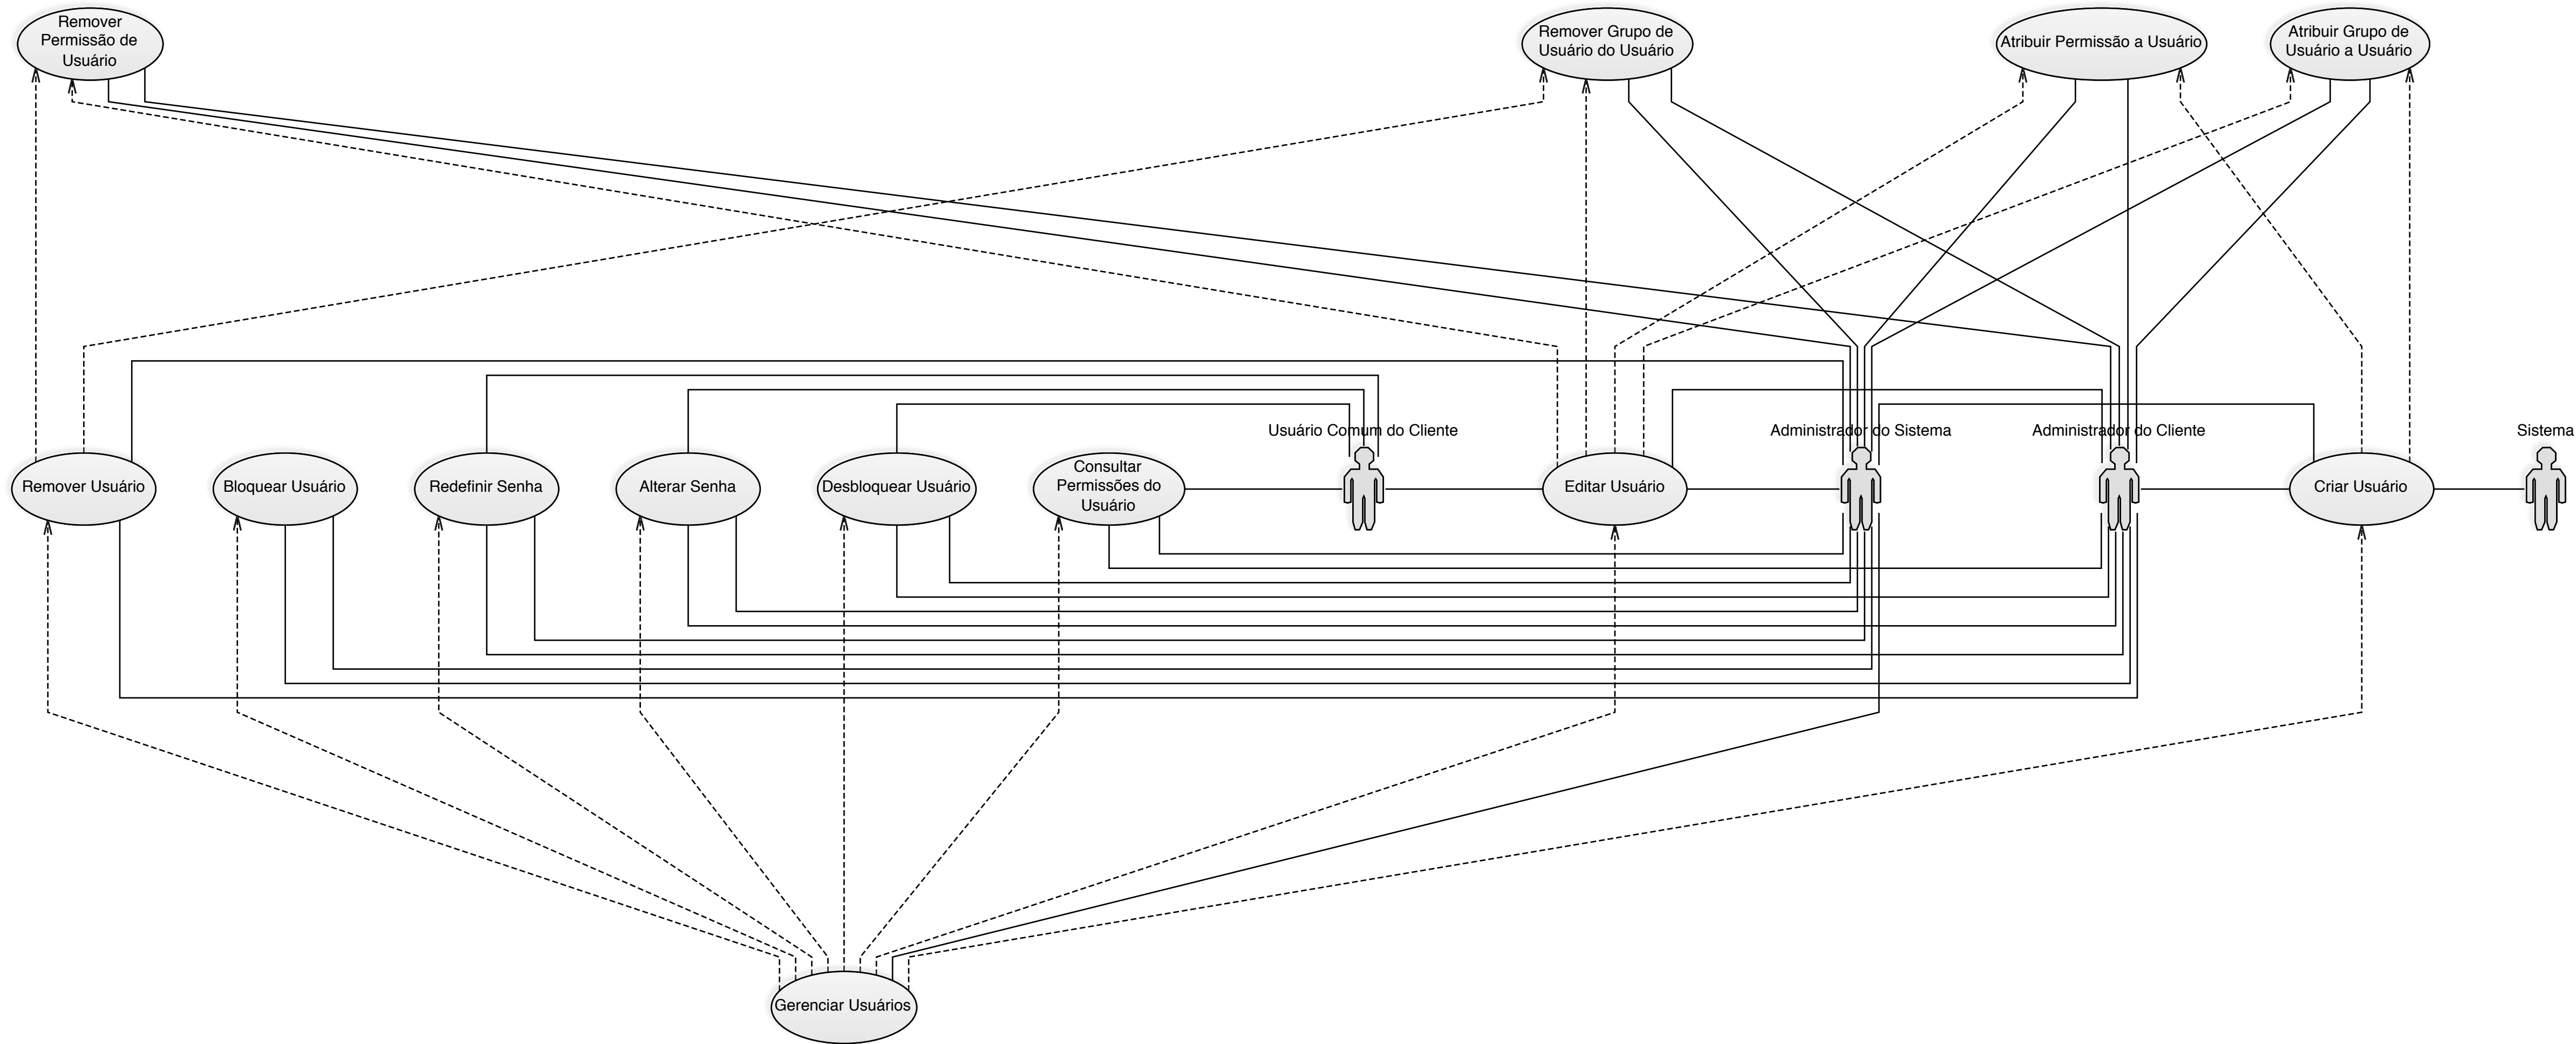 Remover
Permissão de
Usuário
Remover Grupo de
Usuário do Usuário
Atribuir Permissão a Usuário
Atribuir Grupo de
Usuário a Usuário
Usuário Comum do Cliente
Administrador do Sistema
Administrador do Cliente
Sistema
Remover Usuário
Bloquear Usuário
Redefinir Senha
Alterar Senha
Desbloquear Usuário
Consultar
Permissões do
Usuário
Editar Usuário
Criar Usuário
Gerenciar Usuários